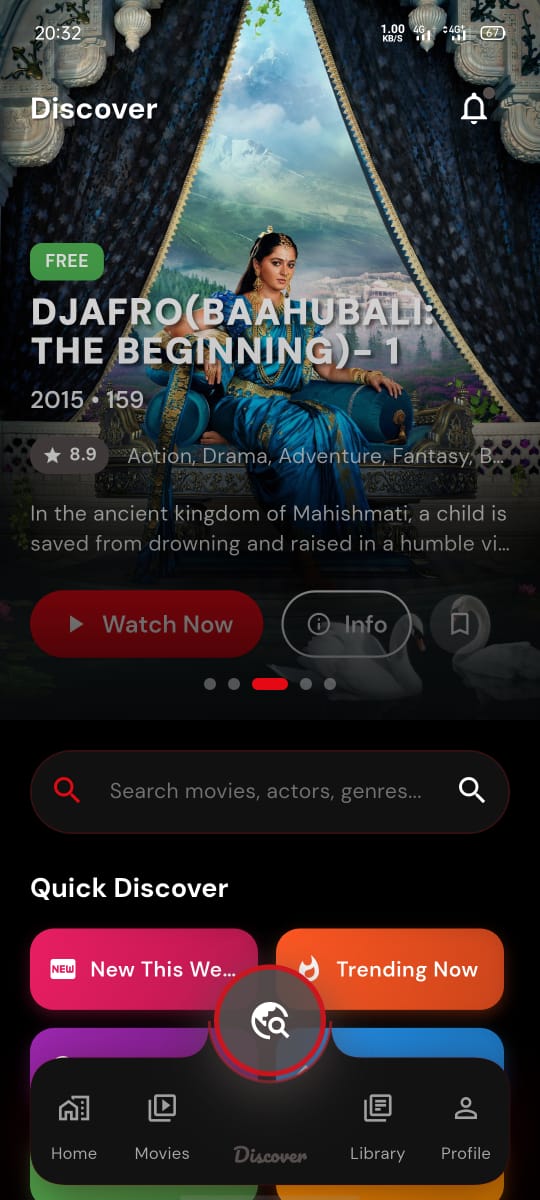 20:32
1.00
KB/S
4G
4G+
67
Discover
FREE
DJAFRO(BAAHUBALI:
THE BEGINNING)- 1
2015 • 159
8.9
Action, Drama, Adventure, Fantasy, B...
In the ancient kingdom of Mahishmati, a child is
saved from drowning and raised in a humble vi...
Watch Now
Info
Search movies, actors, genres...
Quick Discover
NEW
New This We...
Trending Now
Home
Movies
Discover
Library
Profile